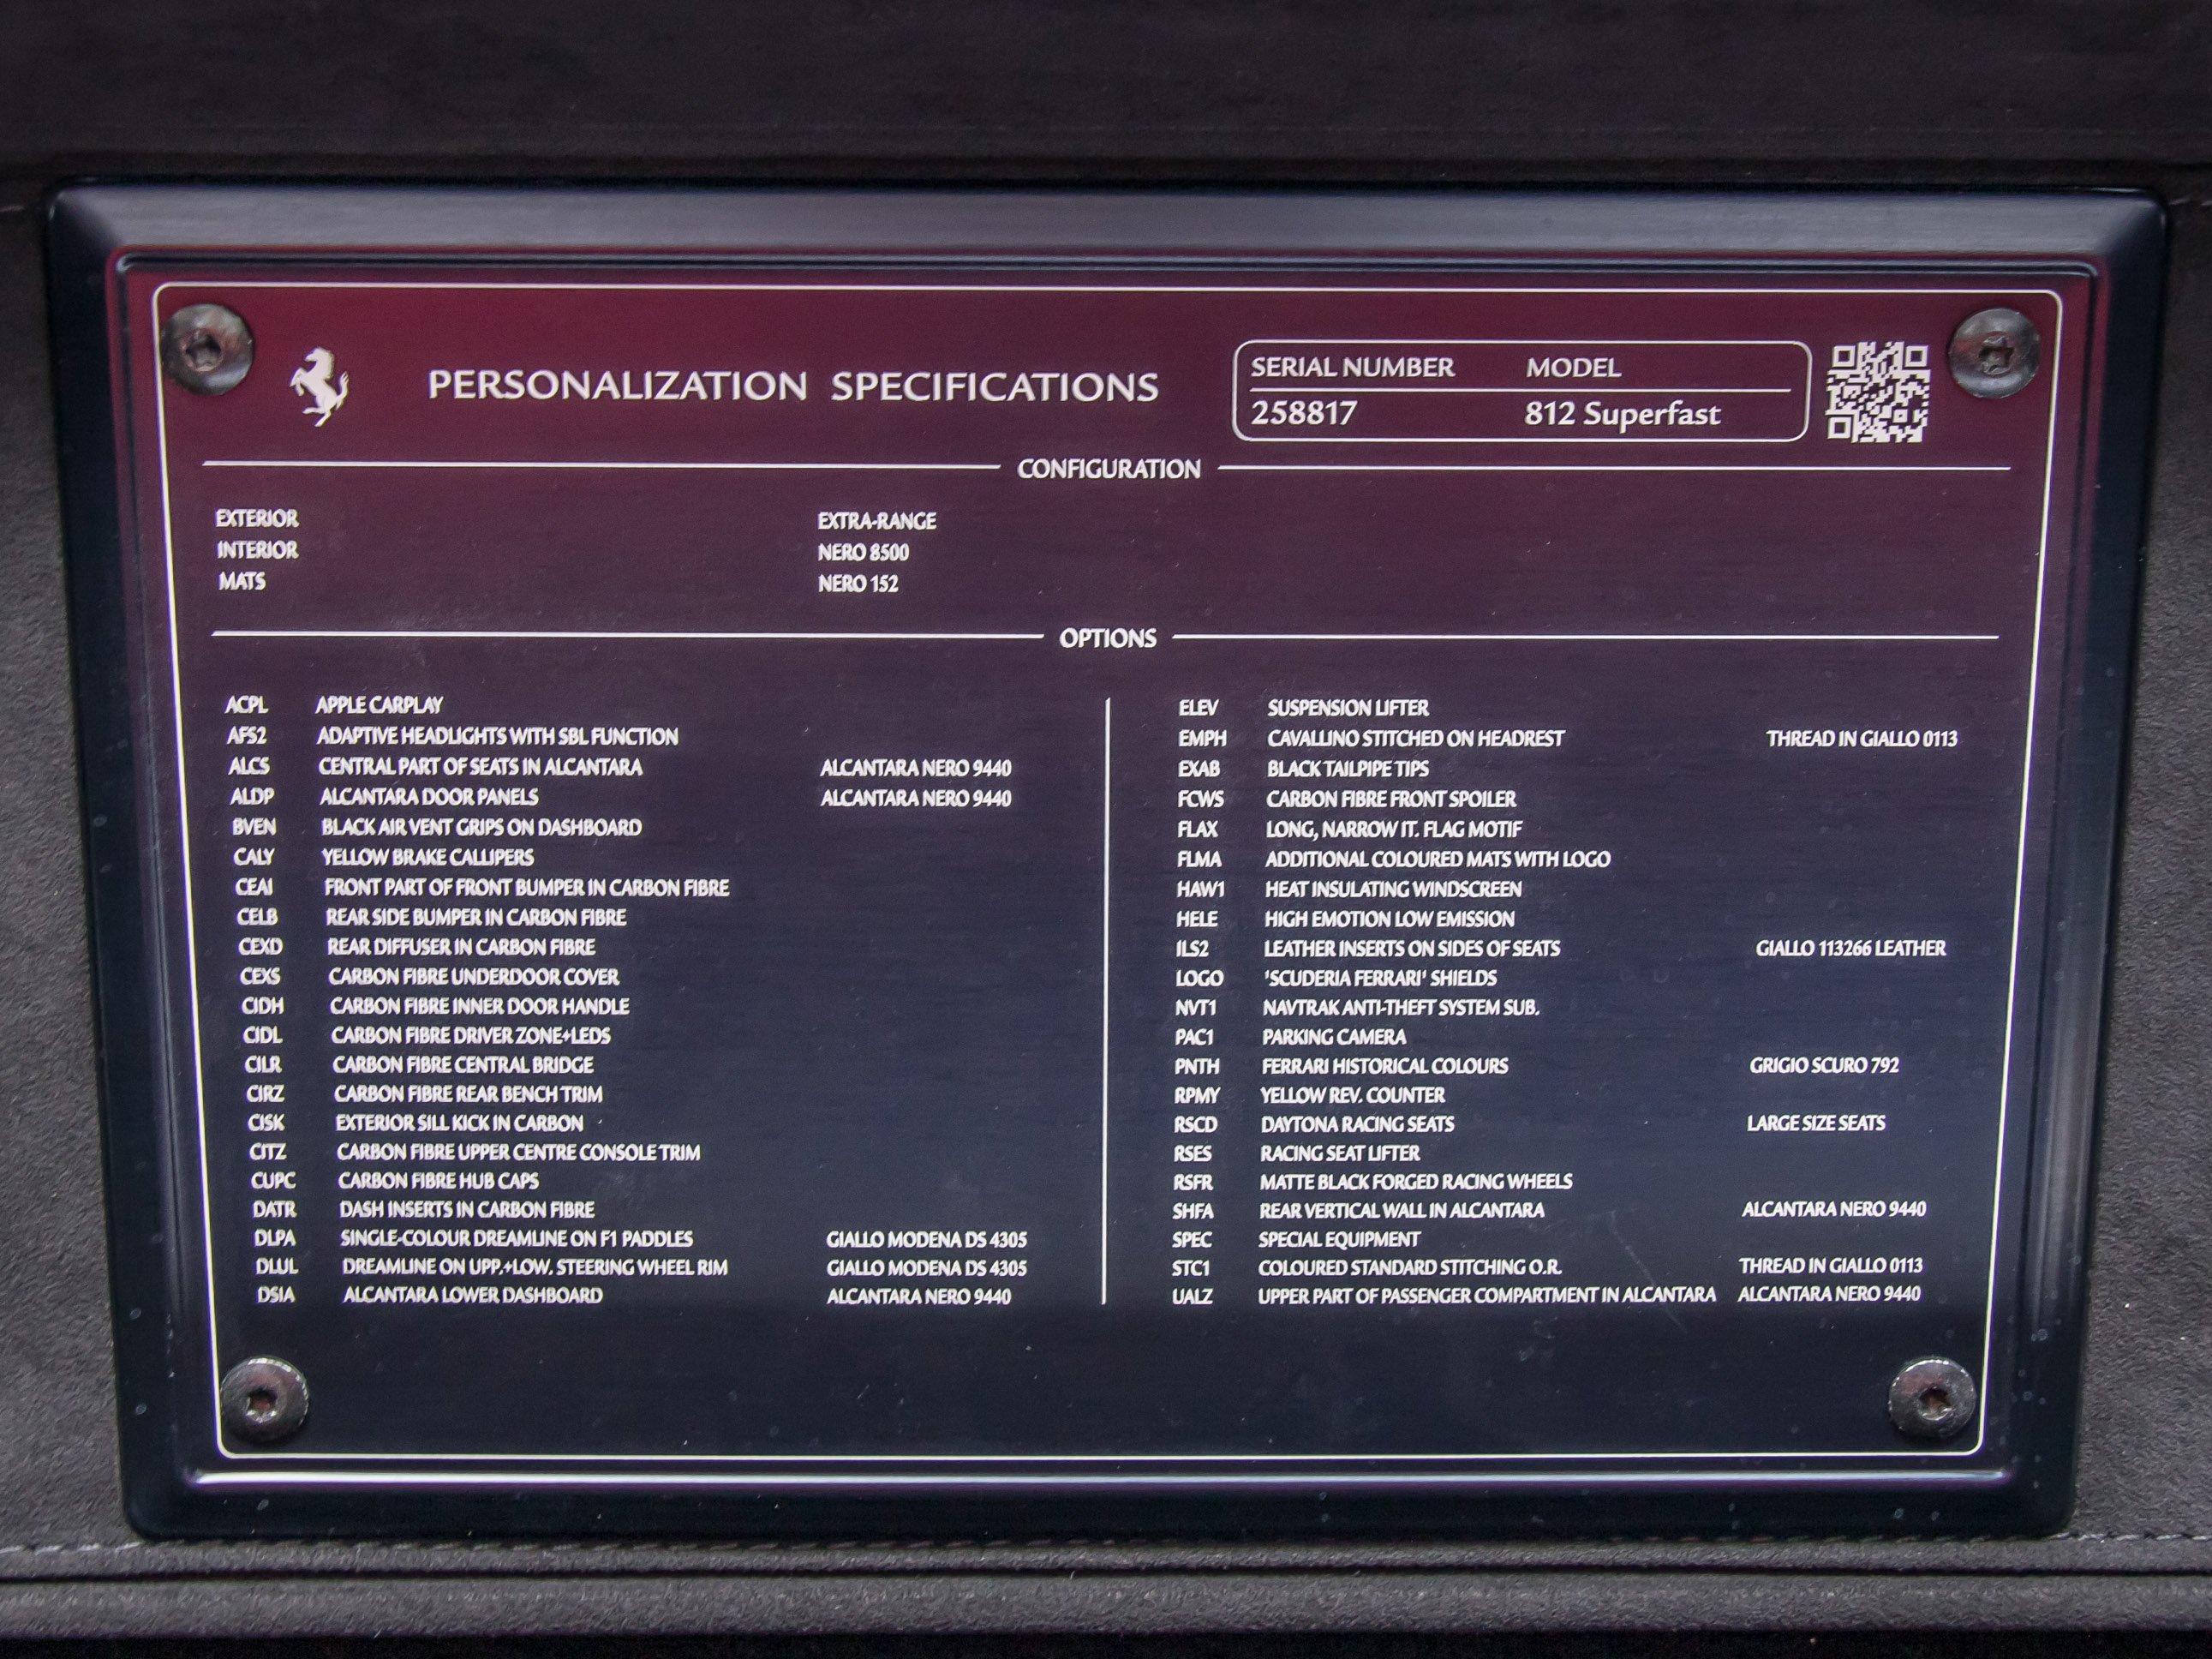 PERSONALIZATION SPECIFICATIONS
SERIAL NUMBER MODEL
258817 812 Superfast
CONFIGURATION
EXTERIOR EXTRA-RANGE
INTERIOR NERO 8500
MATS NERO 152
OPTIONS
ACPL APPLE CARPLAY
AFS2 ADAPTIVE HEADLIGHTS WITH SBL FUNCTION
ALCS CENTRAL PART OF SEATS IN ALCANTARA ALCANTARA NERO 9440
ALDP ALCANTARA DOOR PANELS ALCANTARA NERO 9440
BVEN BLACK AIR VENT GRIPS ON DASHBOARD
CALY YELLOW BRAKE CALLIPERS
CEAI FRONT PART OF FRONT BUMPER IN CARBON FIBRE
CELB REAR SIDE BUMPER IN CARBON FIBRE
CEXD REAR DIFFUSER IN CARBON FIBRE
CEXS CARBON FIBRE UNDERDOOR COVER
CIDH CARBON FIBRE INNER DOOR HANDLE
CIDL CARBON FIBRE DRIVER ZONE+LEDS
CILR CARBON FIBRE CENTRAL BRIDGE
CIRZ CARBON FIBRE REAR BENCH TRIM
CISK EXTERIOR SILL KICK IN CARBON
CITZ CARBON FIBRE UPPER CENTRE CONSOLE TRIM
CUPC CARBON FIBRE HUB CAPS
DATR DASH INSERTS IN CARBON FIBRE
DLPA SINGLE-COLOUR DREAMLINE ON F1 PADDLES GIALLO MODENA DS 4305
DLUL DREAMLINE ON UPP.+LOW. STEERING WHEEL RIM GIALLO MODENA DS 4305
DSIA ALCANTARA LOWER DASHBOARD ALCANTARA NERO 9440
ELEV SUSPENSION LIFTER
EMPH CAVALLINO STITCHED ON HEADREST THREAD IN GIALLO 0113
EXAB BLACK TAILPIPE TIPS
FCWS CARBON FIBRE FRONT SPOILER
FLAX LONG, NARROW IT. FLAG MOTIF
FLMA ADDITIONAL COLOURED MATS WITH LOGO
HAW1 HEAT INSULATING WINDSCREEN
HELE HIGH EMOTION LOW EMISSION
ILS2 LEATHER INSERTS ON SIDES OF SEATS GIALLO 113266 LEATHER
LOGO 'SCUDERIA FERRARI' SHIELDS
NVT1 NAVTRAK ANTI-THEFT SYSTEM SUB.
PAC1 PARKING CAMERA
PNTH FERRARI HISTORICAL COLOURS GRIGIO SCURO 792
RPMY YELLOW REV. COUNTER
RSCD DAYTONA RACING SEATS LARGE SIZE SEATS
RSES RACING SEAT LIFTER
RSFR MATTE BLACK FORGED RACING WHEELS
SHFA REAR VERTICAL WALL IN ALCANTARA ALCANTARA NERO 9440
SPEC SPECIAL EQUIPMENT
STC1 COLOURED STANDARD STITCHING O.R. THREAD IN GIALLO 0113
UALZ UPPER PART OF PASSENGER COMPARTMENT IN ALCANTARA ALCANTARA NERO 9440